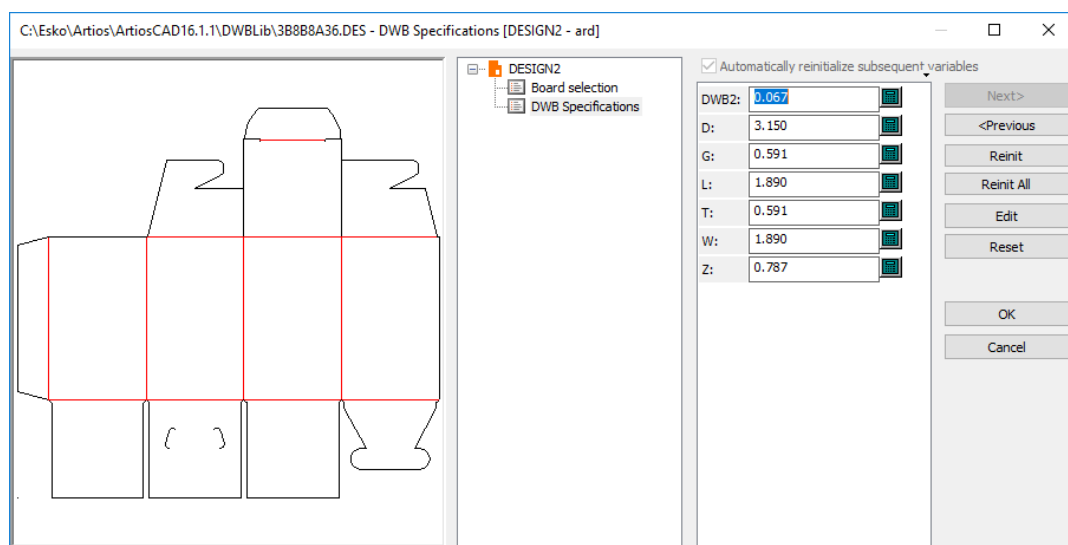 C:\Esko\Artios\ArtiosCAD16.1.1\DWBLib\3B8B8A36.DES - DWB Specifications [DESIGN2 - ard]
DESIGN2
Board selection
DWB Specifications
Automatically reinitialize subsequent variables
DWB2: 0.067
D: 3.150
G: 0.591
L: 1.890
T: 0.591
W: 1.890
Z: 0.787
Next>
<Previous
Reinit
Reinit All
Edit
Reset
OK
Cancel